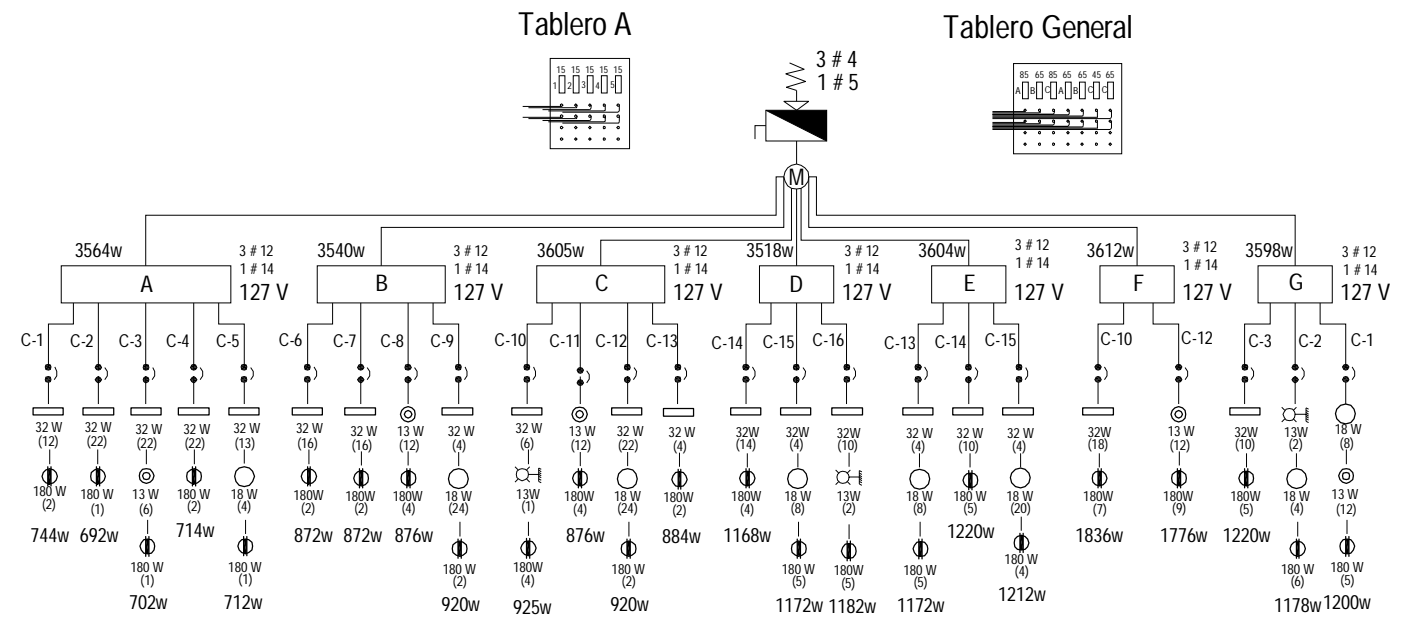 Tablero A
Tablero General
3 # 4
1 # 5
15 15 15 15 15
1 2 3 4 5
85 65 85 65 65 45 65
A B C A B C C
M
3564w
3 # 12
1 # 14
A
127 V
3540w
3 # 12
1 # 14
B
127 V
3605w
3 # 12
1 # 14
C
127 V
3518w
3 # 12
1 # 14
D
127 V
3604w
3 # 12
1 # 14
E
127 V
3612w
3 # 12
1 # 14
F
127 V
3598w
3 # 12
1 # 14
G
127 V
C-1
32 W
(12)
180 W
(2)
744w
C-2
32 W
(22)
180 W
(1)
692w
C-3
32 W
(22)
13 W
(6)
180 W
(1)
702w
C-4
32 W
(22)
180 W
(2)
714w
C-5
32 W
(13)
18 W
(4)
180 W
(1)
712w
C-6
32 W
(16)
180W
(2)
872w
C-7
32 W
(16)
180W
(2)
872w
C-8
13 W
(12)
180W
(4)
876w
C-9
32 W
(4)
18 W
(24)
180 W
(2)
920w
C-10
32 W
(6)
13W
(1)
180W
(4)
925w
C-11
13 W
(12)
180W
(4)
876w
C-12
32 W
(22)
18 W
(24)
180 W
(2)
920w
C-13
32 W
(4)
180W
(2)
884w
C-14
32W
(14)
180W
(4)
1168w
C-15
32W
(4)
18 W
(8)
180 W
(5)
1172w
C-16
32W
(10)
13W
(2)
180W
(5)
1182w
C-13
32 W
(4)
18 W
(8)
180 W
(5)
1172w
C-14
32 W
(10)
180 W
(5)
1220w
C-15
32 W
(4)
18 W
(20)
180 W
(4)
1212w
C-10
32 W
(18)
180W
(7)
1836w
C-12
13 W
(12)
180W
(9)
1776w
C-3
32W
(10)
180W
(5)
1220w
C-2
13W
(2)
18 W
(4)
180 W
(6)
1178w
C-1
18 W
(8)
13 W
(12)
180 W
(5)
1200w